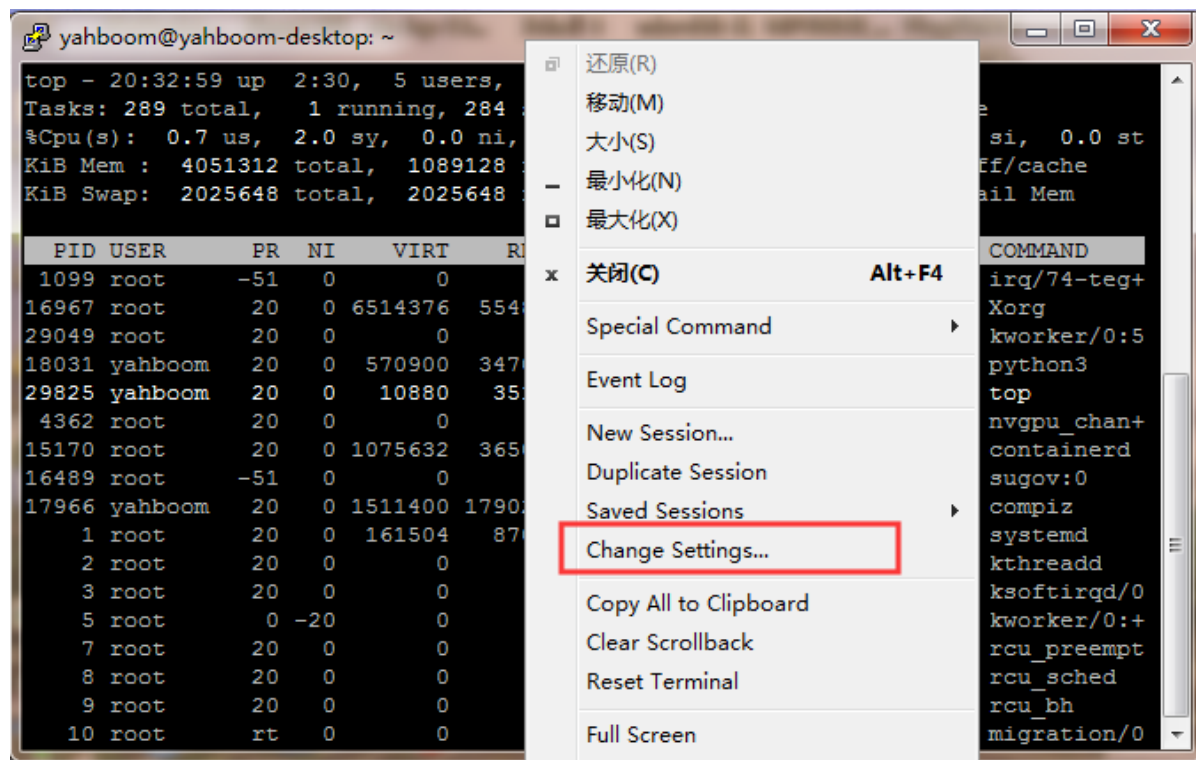 yahboom@yahboom-desktop: ~
top - 20:32:59 up 2:30, 5 users,
Tasks: 289 total, 1 running, 284
%Cpu(s): 0.7 us, 2.0 sy, 0.0 ni, si, 0.0 st
KiB Mem : 4051312 total, 1089128 ff/cache
KiB Swap: 2025648 total, 2025648 ail Mem
PID USER PR NI VIRT R COMMAND
1099 root -51 0 0 irq/74-teg+
16967 root 20 0 6514376 554 Xorg
29049 root 20 0 0 kworker/0:5
18031 yahboom 20 0 570900 347 python3
29825 yahboom 20 0 10880 35 top
4362 root 20 0 0 nvgpu_chan+
15170 root 20 0 1075632 365 containerd
16489 root -51 0 0 sugov:0
17966 yahboom 20 0 1511400 1790 compiz
1 root 20 0 161504 87 systemd
2 root 20 0 0 kthreadd
3 root 20 0 0 ksoftirqd/0
5 root 0 -20 0 kworker/0:+
7 root 20 0 0 rcu_preempt
8 root 20 0 0 rcu_sched
9 root 20 0 0 rcu_bh
10 root rt 0 0 migration/0
还原(R)
移动(M)
大小(S)
最小化(N)
最大化(X)
关闭(C) Alt+F4
Special Command
Event Log
New Session...
Duplicate Session
Saved Sessions
Change Settings...
Copy All to Clipboard
Clear Scrollback
Reset Terminal
Full Screen